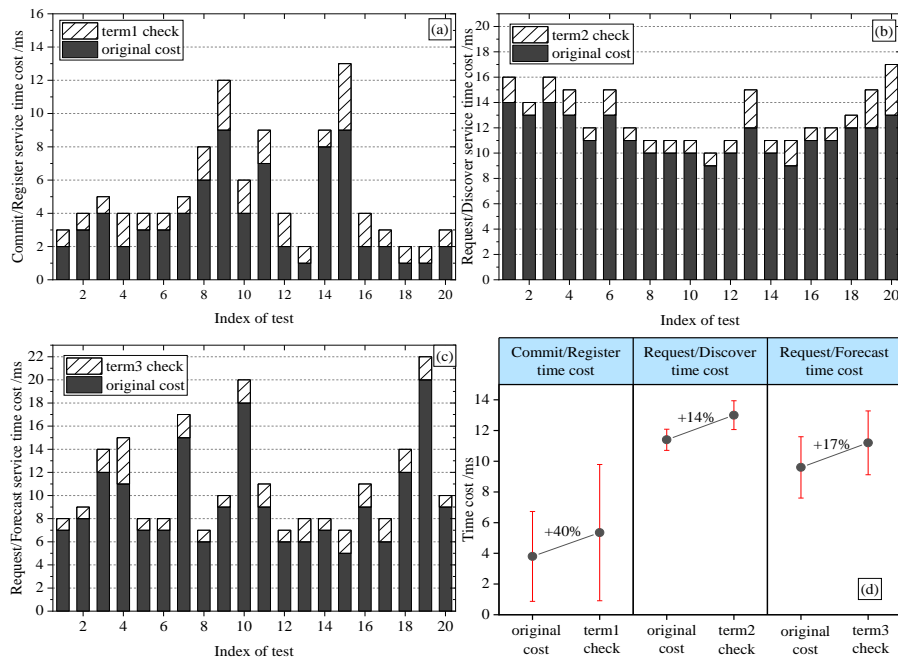 Commit/Register service time cost /ms
16
14
12
10
8
6
4
2
0
term1 check
original cost
(a)
2 4 6 8 10 12 14 16 18 20
Index of test
Request/Discover service time cost /ms
20
18
16
14
12
10
8
6
4
2
0
term2 check
original cost
(b)
2 4 6 8 10 12 14 16 18 20
Index of test
Request/Forecast service time cost /ms
22
20
18
16
14
12
10
8
6
4
2
0
term3 check
original cost
(c)
2 4 6 8 10 12 14 16 18 20
Index of test
Commit/Register
time cost
Request/Discover
time cost
Request/Forecast
time cost
Time cost /ms
14
12
10
8
6
4
2
0
+40%
+14%
+17%
(d)
original
cost
term1
check
original
cost
term2
check
original
cost
term3
check